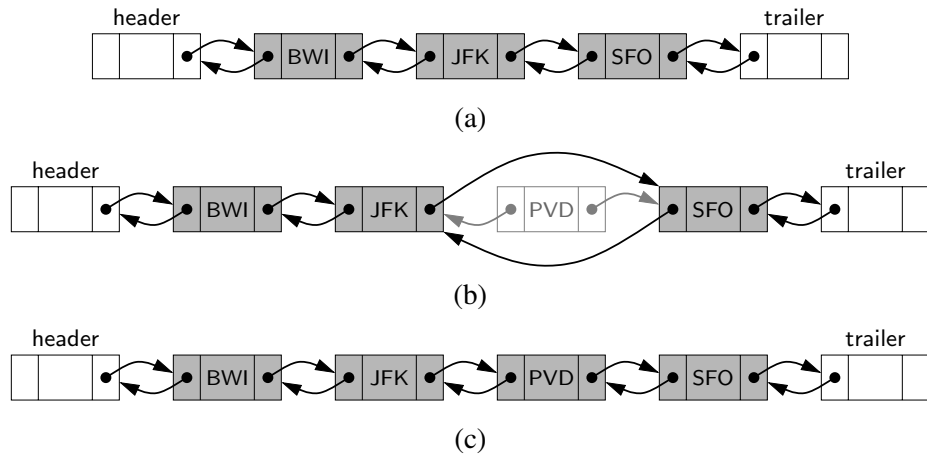 header trailer
BWI JFK SFO
(a)
header trailer
BWI JFK PVD SFO
(b)
header trailer
BWI JFK PVD SFO
(c)